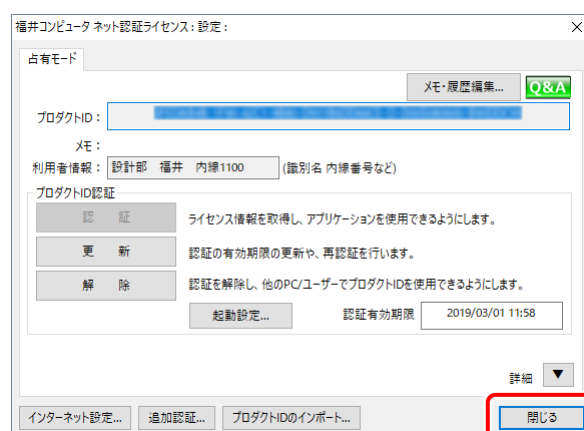 福井コンピュータ ネット認証ライセンス：設定：
占有モード
メモ・履歴編集... Q&A
プロダクトID：
メモ：
利用者情報： 設計部 福井 内線1100 (識別名 内線番号など)
プロダクトID認証
認 証 ライセンス情報を取得し、アプリケーションを使用できるようにします。
更 新 認証の有効期限の更新や、再認証を行います。
解 除 認証を解除し、他のPC/ユーザーでプロダクトIDを使用できるようにします。
起動設定... 認証有効期限 2019/03/01 11:58
詳細 ▼
インターネット設定... 追加認証... プロダクトIDのインポート... 閉じる